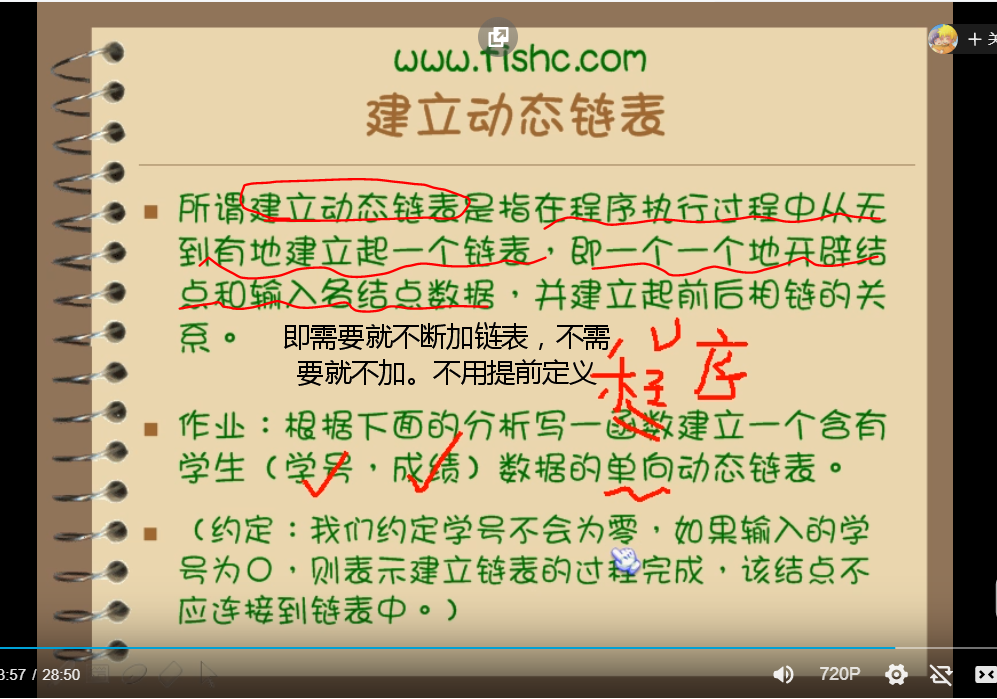 www.fishc.com
+ 关
建立动态链表
所谓建立动态链表是指在程序执行过程中从无
到有地建立起一个链表，即一个一个地开辟结
点和输入各结点数据，并建立起前后相链的关
系。
即需要就不断加链表，不需
要就不加。不用提前定义
程序
作业：根据下面的分析写一函数建立一个含有
学生（学号，成绩）数据的单向动态链表。
（约定：我们约定学号不会为零，如果输入的学
号为0，则表示建立链表的过程完成，该结点不
应连接到链表中。）
3:57 / 28:50
720P